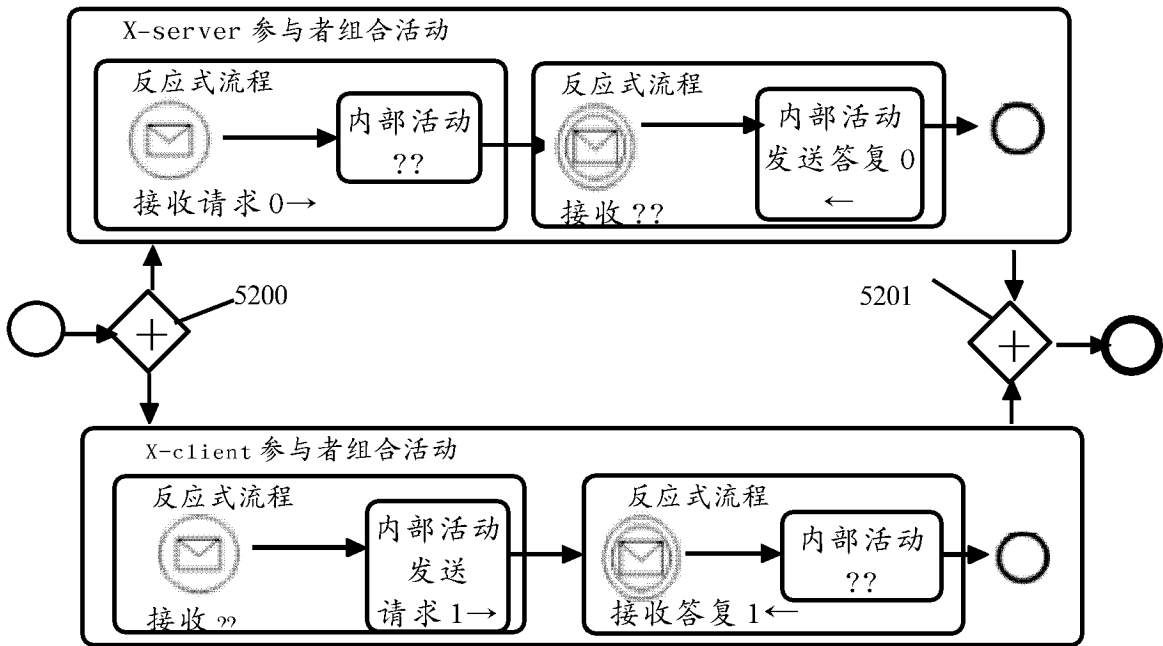 X-server 参与者组合活动
反应式流程
内部活动
??
接收请求 0→
反应式流程
内部活动
发送答复 0
←
接收 ??
5200
5201
X-client 参与者组合活动
反应式流程
内部活动
发送
请求 1→
接收 ??
反应式流程
内部活动
??
接收答复 1←